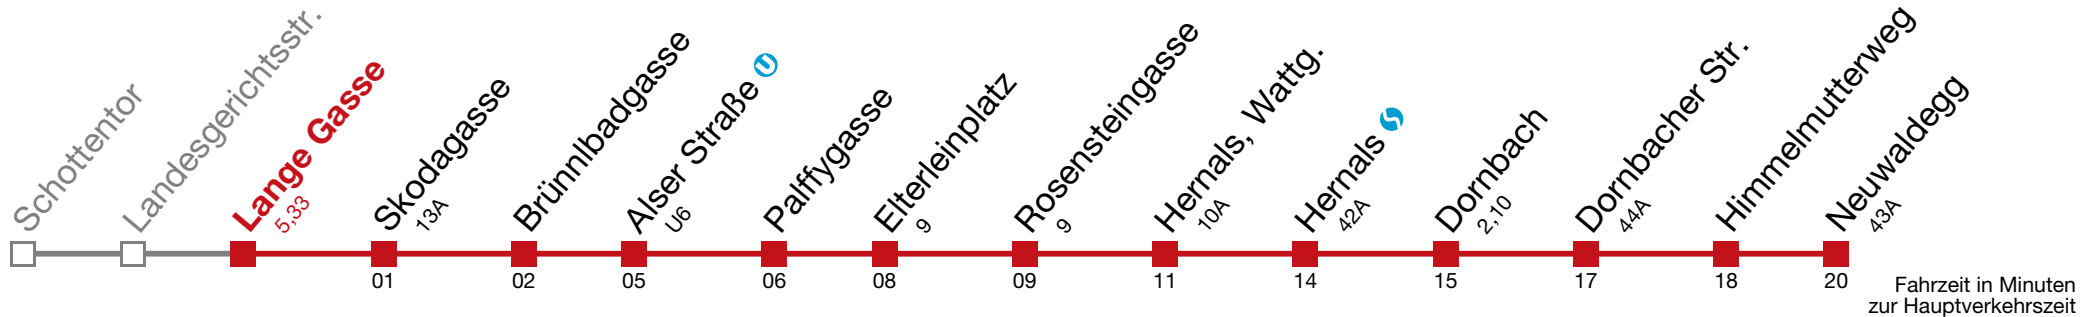 Schottentor
Landesgerichtsstr.
Lange Gasse
5,33
Skodagasse
13A
Brünnlbadgasse
Alser Straße U
U6
Palffygasse
Elterleinplatz
9
Rosensteingasse
9
Hernals, Wattg.
10A
Hernals S
42A
Dornbach
2,10
Dornbacher Str.
44A
Himmelmutterweg
Neuwaldegg
43A
01 02 05 06 08 09 11 14 15 17 18 20
Fahrzeit in Minuten
zur Hauptverkehrszeit